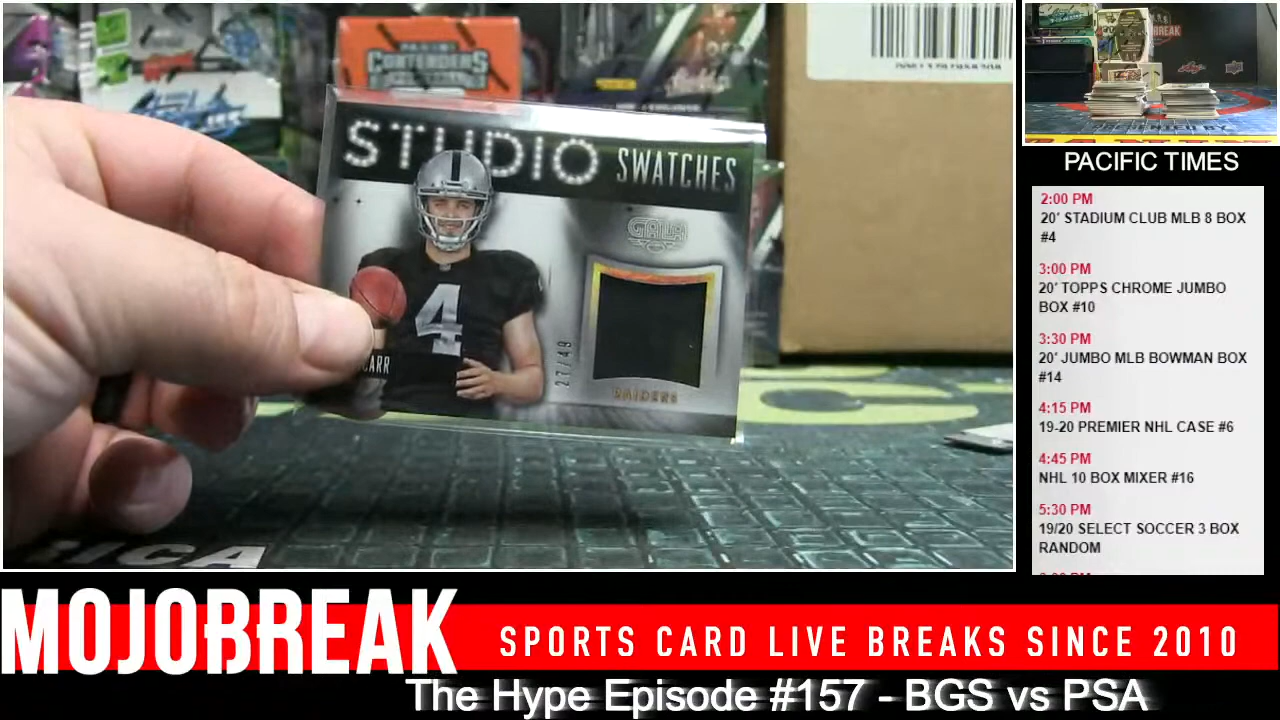 PANINI
CONTENDERS
STUDIO SWATCHES
GALA
4
CARR
27/49
RAIDERS
PACIFIC TIMES
2:00 PM
20' STADIUM CLUB MLB 8 BOX
#4
3:00 PM
20' TOPPS CHROME JUMBO
BOX #10
3:30 PM
20' JUMBO MLB BOWMAN BOX
#14
4:15 PM
19-20 PREMIER NHL CASE #6
4:45 PM
NHL 10 BOX MIXER #16
5:30 PM
19/20 SELECT SOCCER 3 BOX
RANDOM
MOJOBREAK
SPORTS CARD LIVE BREAKS SINCE 2010
The Hype Episode #157 - BGS vs PSA